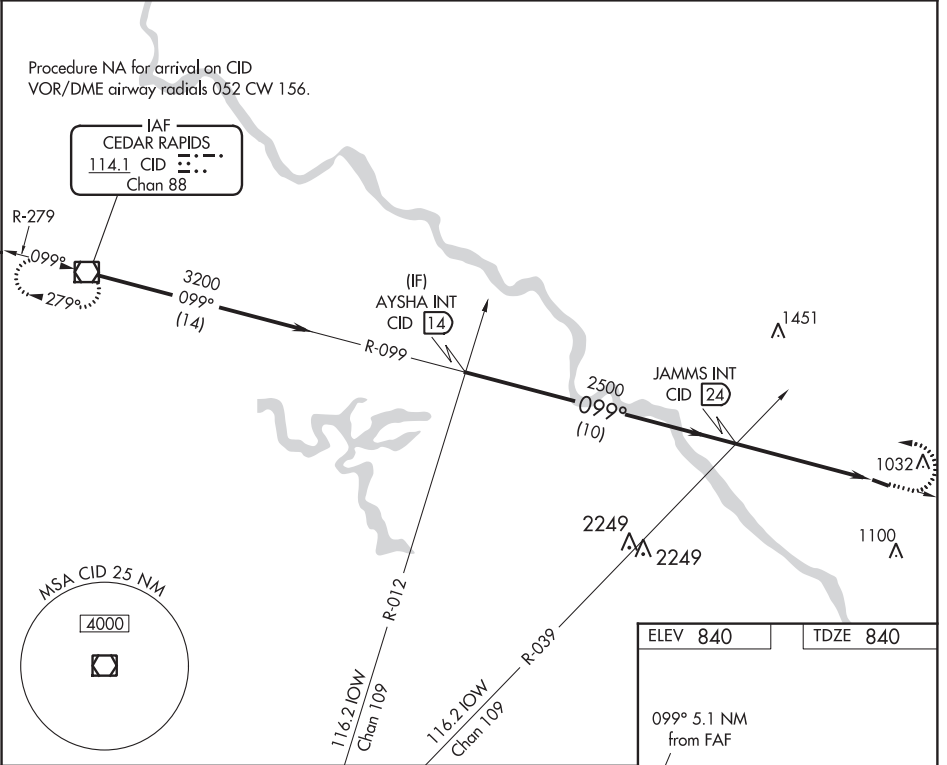 Procedure NA for arrival on CID
VOR/DME airway radials 052 CW 156.
IAF
CEDAR RAPIDS
114.1 CID
Chan 88
R-279
099°
279°
3200
099°
(14)
R-099
(IF)
AYSHA INT
CID 14
2500
099°
(10)
JAMMS INT
CID 24
1451
1032
1100
2249
2249
R-012
116.2 IOW
Chan 109
R-039
116.2 IOW
Chan 109
MSA CID 25 NM
4000
ELEV 840
TDZE 840
099° 5.1 NM
from FAF